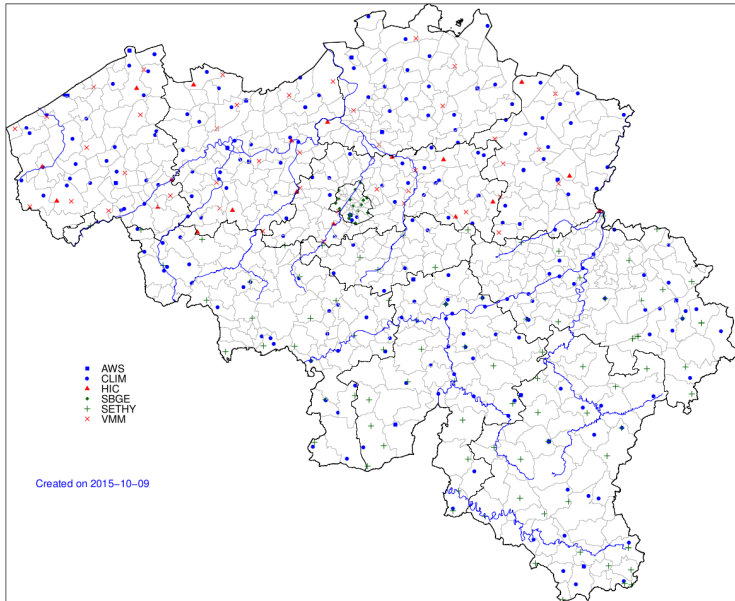 AWS
CLIM
HIC
SBGE
SETHY
VMM
Created on 2015−10−09